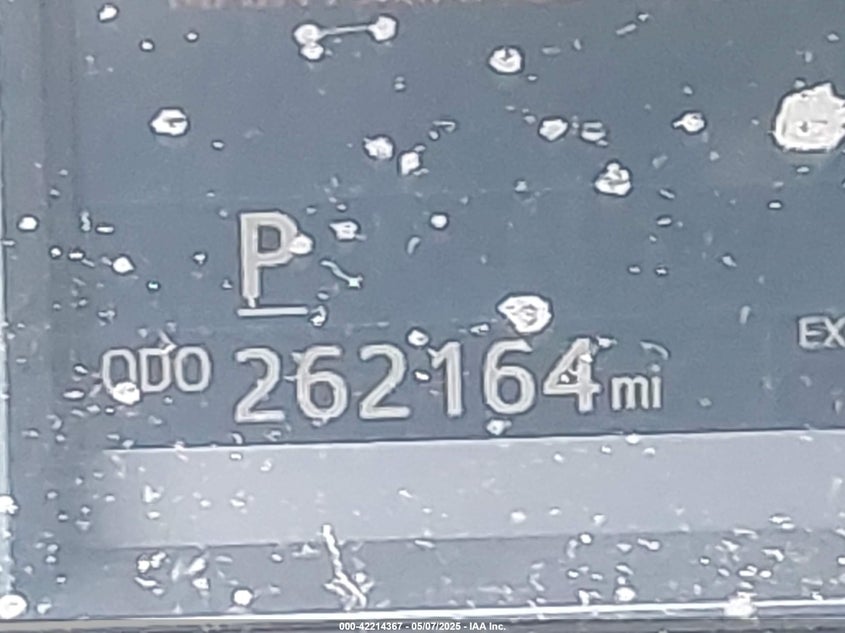 P
ODO 262164 mi
EX
000-42214367 - 05/07/2025 - IAA Inc.